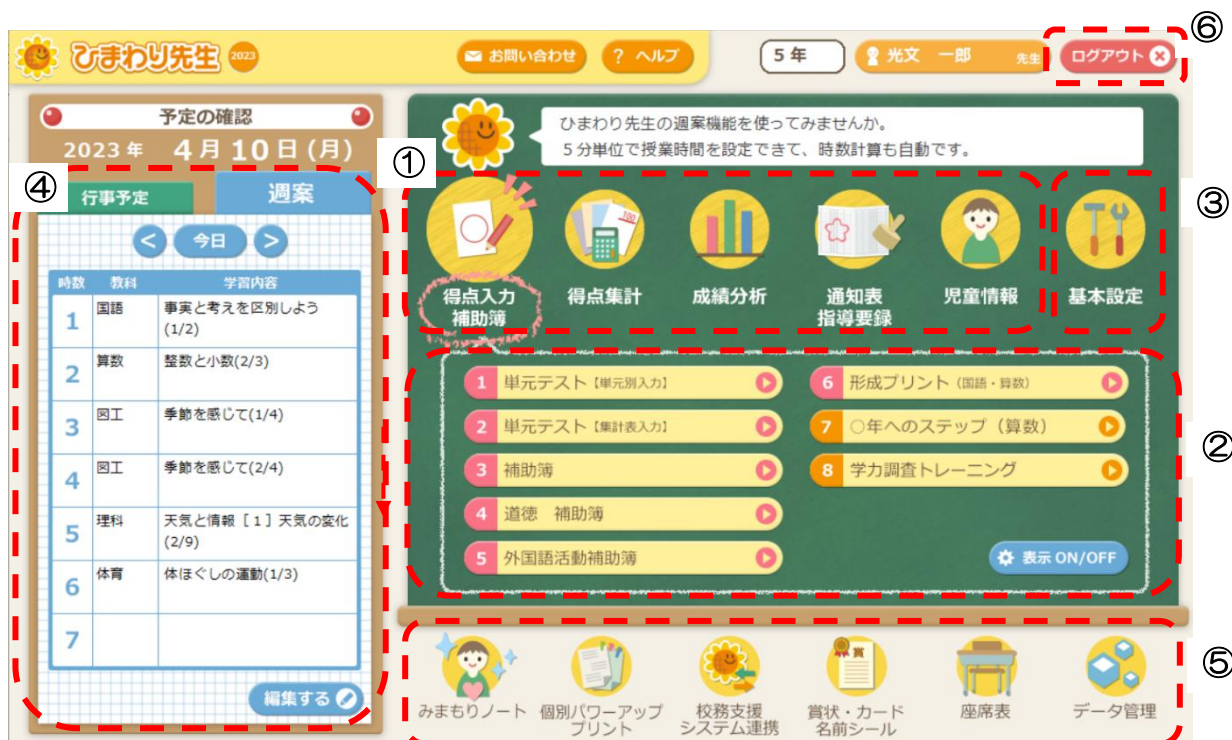 ⑥
ひまわり先生 2023
お問い合わせ
? ヘルプ
5 年
光文 一郎 先生
ログアウト
予定の確認
2023 年 4 月 10 日 (月)
①
ひまわり先生の週案機能を使ってみませんか。
5分単位で授業時間を設定できて、時数計算も自動です。
④
行事予定
週案
③
< 今日 >
時数 教科 学習内容
1 国語 事実と考えを区別しよう
(1/2)
2 算数 整数と小数(2/3)
3 図工 季節を感じて(1/4)
4 図工 季節を感じて(2/4)
5 理科 天気と情報［１］天気の変化
(2/9)
6 体育 体ほぐしの運動(1/3)
7
編集する
100
得点入力
補助簿
得点集計
成績分析
通知表
指導要録
児童情報
基本設定
②
1 単元テスト【単元別入力】
2 単元テスト【集計表入力】
3 補助簿
4 道徳 補助簿
5 外国語活動補助簿
6 形成プリント（国語・算数）
7 ○年へのステップ（算数）
8 学力調査トレーニング
表示 ON/OFF
⑤
賞
みまもりノート
個別パワーアップ
プリント
校務支援
システム連携
賞状・カード
名前シール
座席表
データ管理